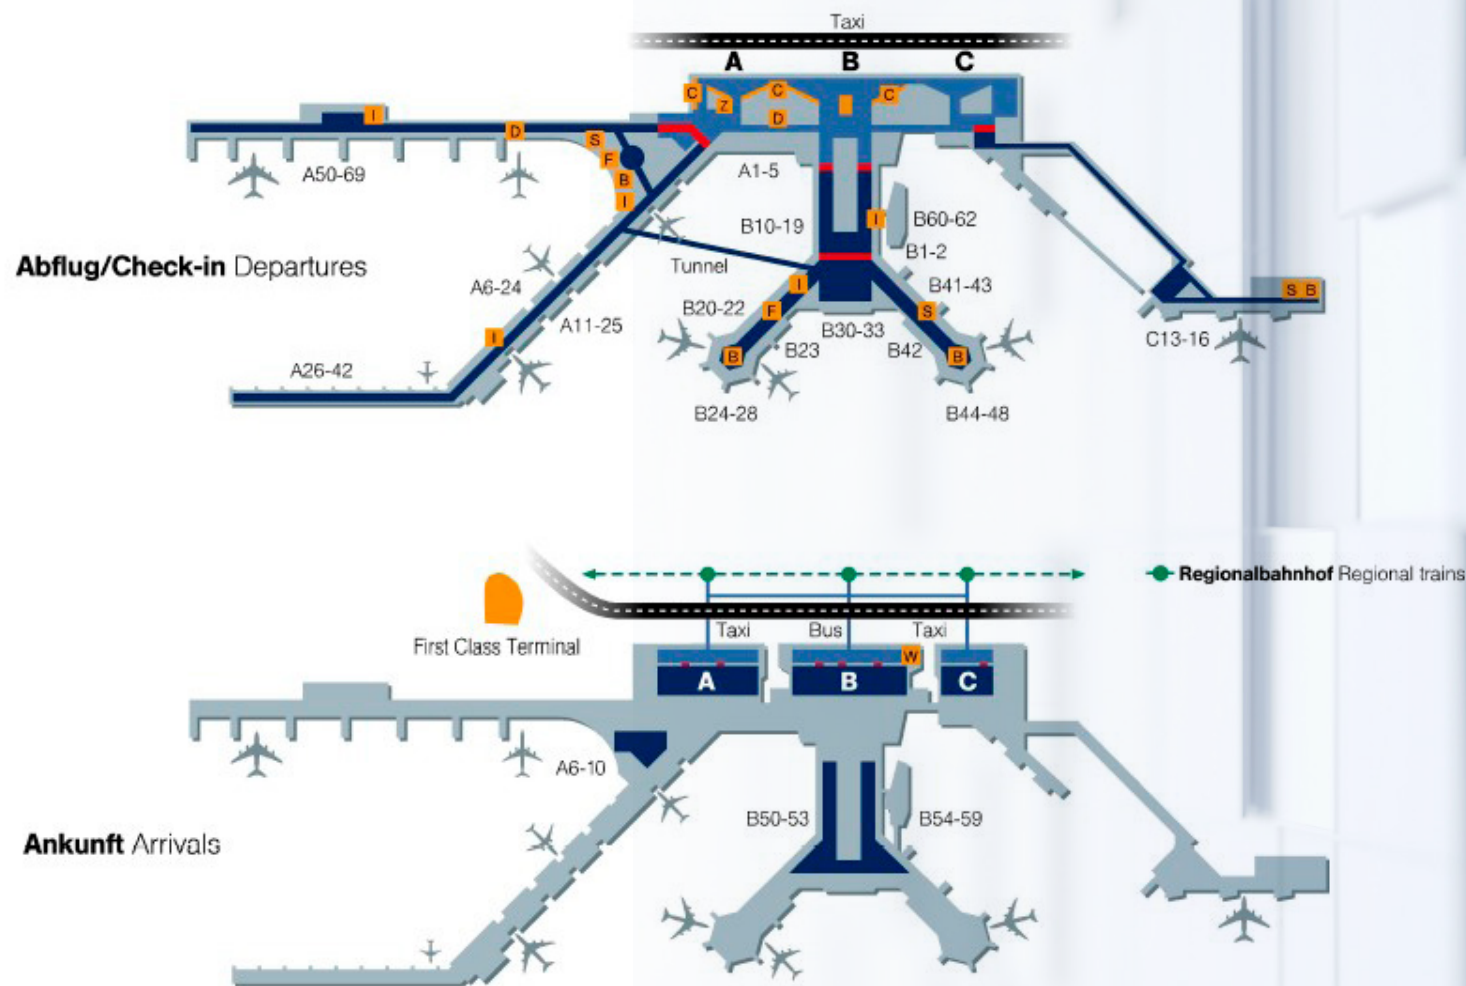 Taxi
A B C
C Z C D C
I D S F B I
A50-69
A1-5
B10-19
I
B60-62
B1-2
Abflug/Check-in Departures
Tunnel
A6-24
A11-25
B20-22
I
F
B41-43
S
S B
B30-33
B23
B42
C13-16
I
B
B
A26-42
B24-28
B44-48
Regionalbahnhof Regional trains
First Class Terminal
Taxi Bus Taxi
W
A B C
A6-10
B50-53
B54-59
Ankunft Arrivals